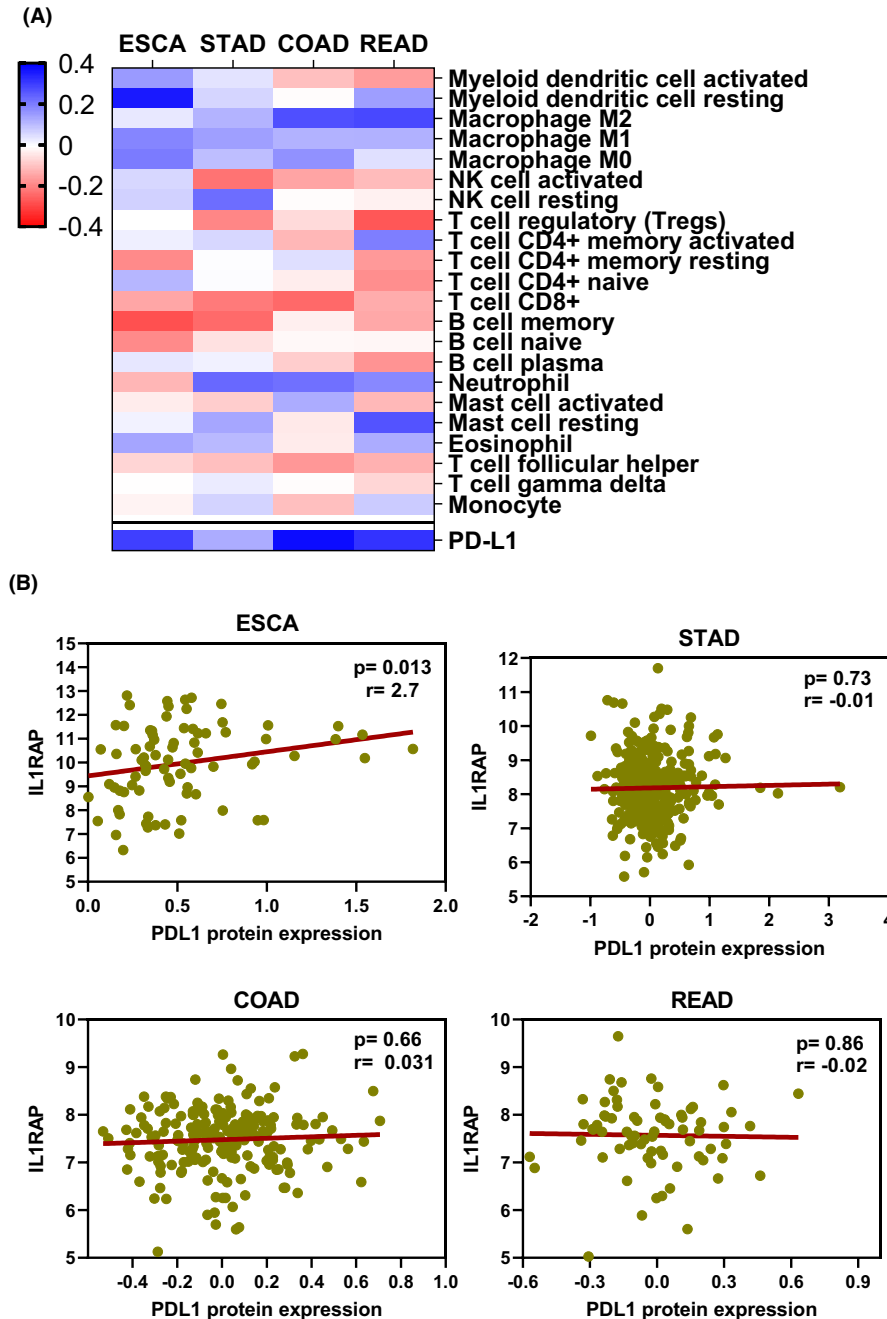 (A)
ESCA STAD COAD READ
0.4
0.2
0
-0.2
-0.4
Myeloid dendritic cell activated
Myeloid dendritic cell resting
Macrophage M2
Macrophage M1
Macrophage M0
NK cell activated
NK cell resting
T cell regulatory (Tregs)
T cell CD4+ memory activated
T cell CD4+ memory resting
T cell CD4+ naive
T cell CD8+
B cell memory
B cell naive
B cell plasma
Neutrophil
Mast cell activated
Mast cell resting
Eosinophil
T cell follicular helper
T cell gamma delta
Monocyte
PD-L1
(B)
ESCA
p= 0.013
r= 2.7
IL1RAP
15
14
13
12
11
10
9
8
7
6
5
0.0 0.5 1.0 1.5 2.0
PDL1 protein expression
STAD
p= 0.73
r= -0.01
IL1RAP
12
11
10
9
8
7
6
5
-2 -1 0 1 2 3 4
PDL1 protein expression
COAD
p= 0.66
r= 0.031
IL1RAP
10
9
8
7
6
5
-0.4 -0.2 0.0 0.2 0.4 0.6 0.8 1.0
PDL1 protein expression
READ
p= 0.86
r= -0.02
IL1RAP
10
9
8
7
6
5
-0.6 -0.3 0.0 0.3 0.6 0.9
PDL1 protein expression